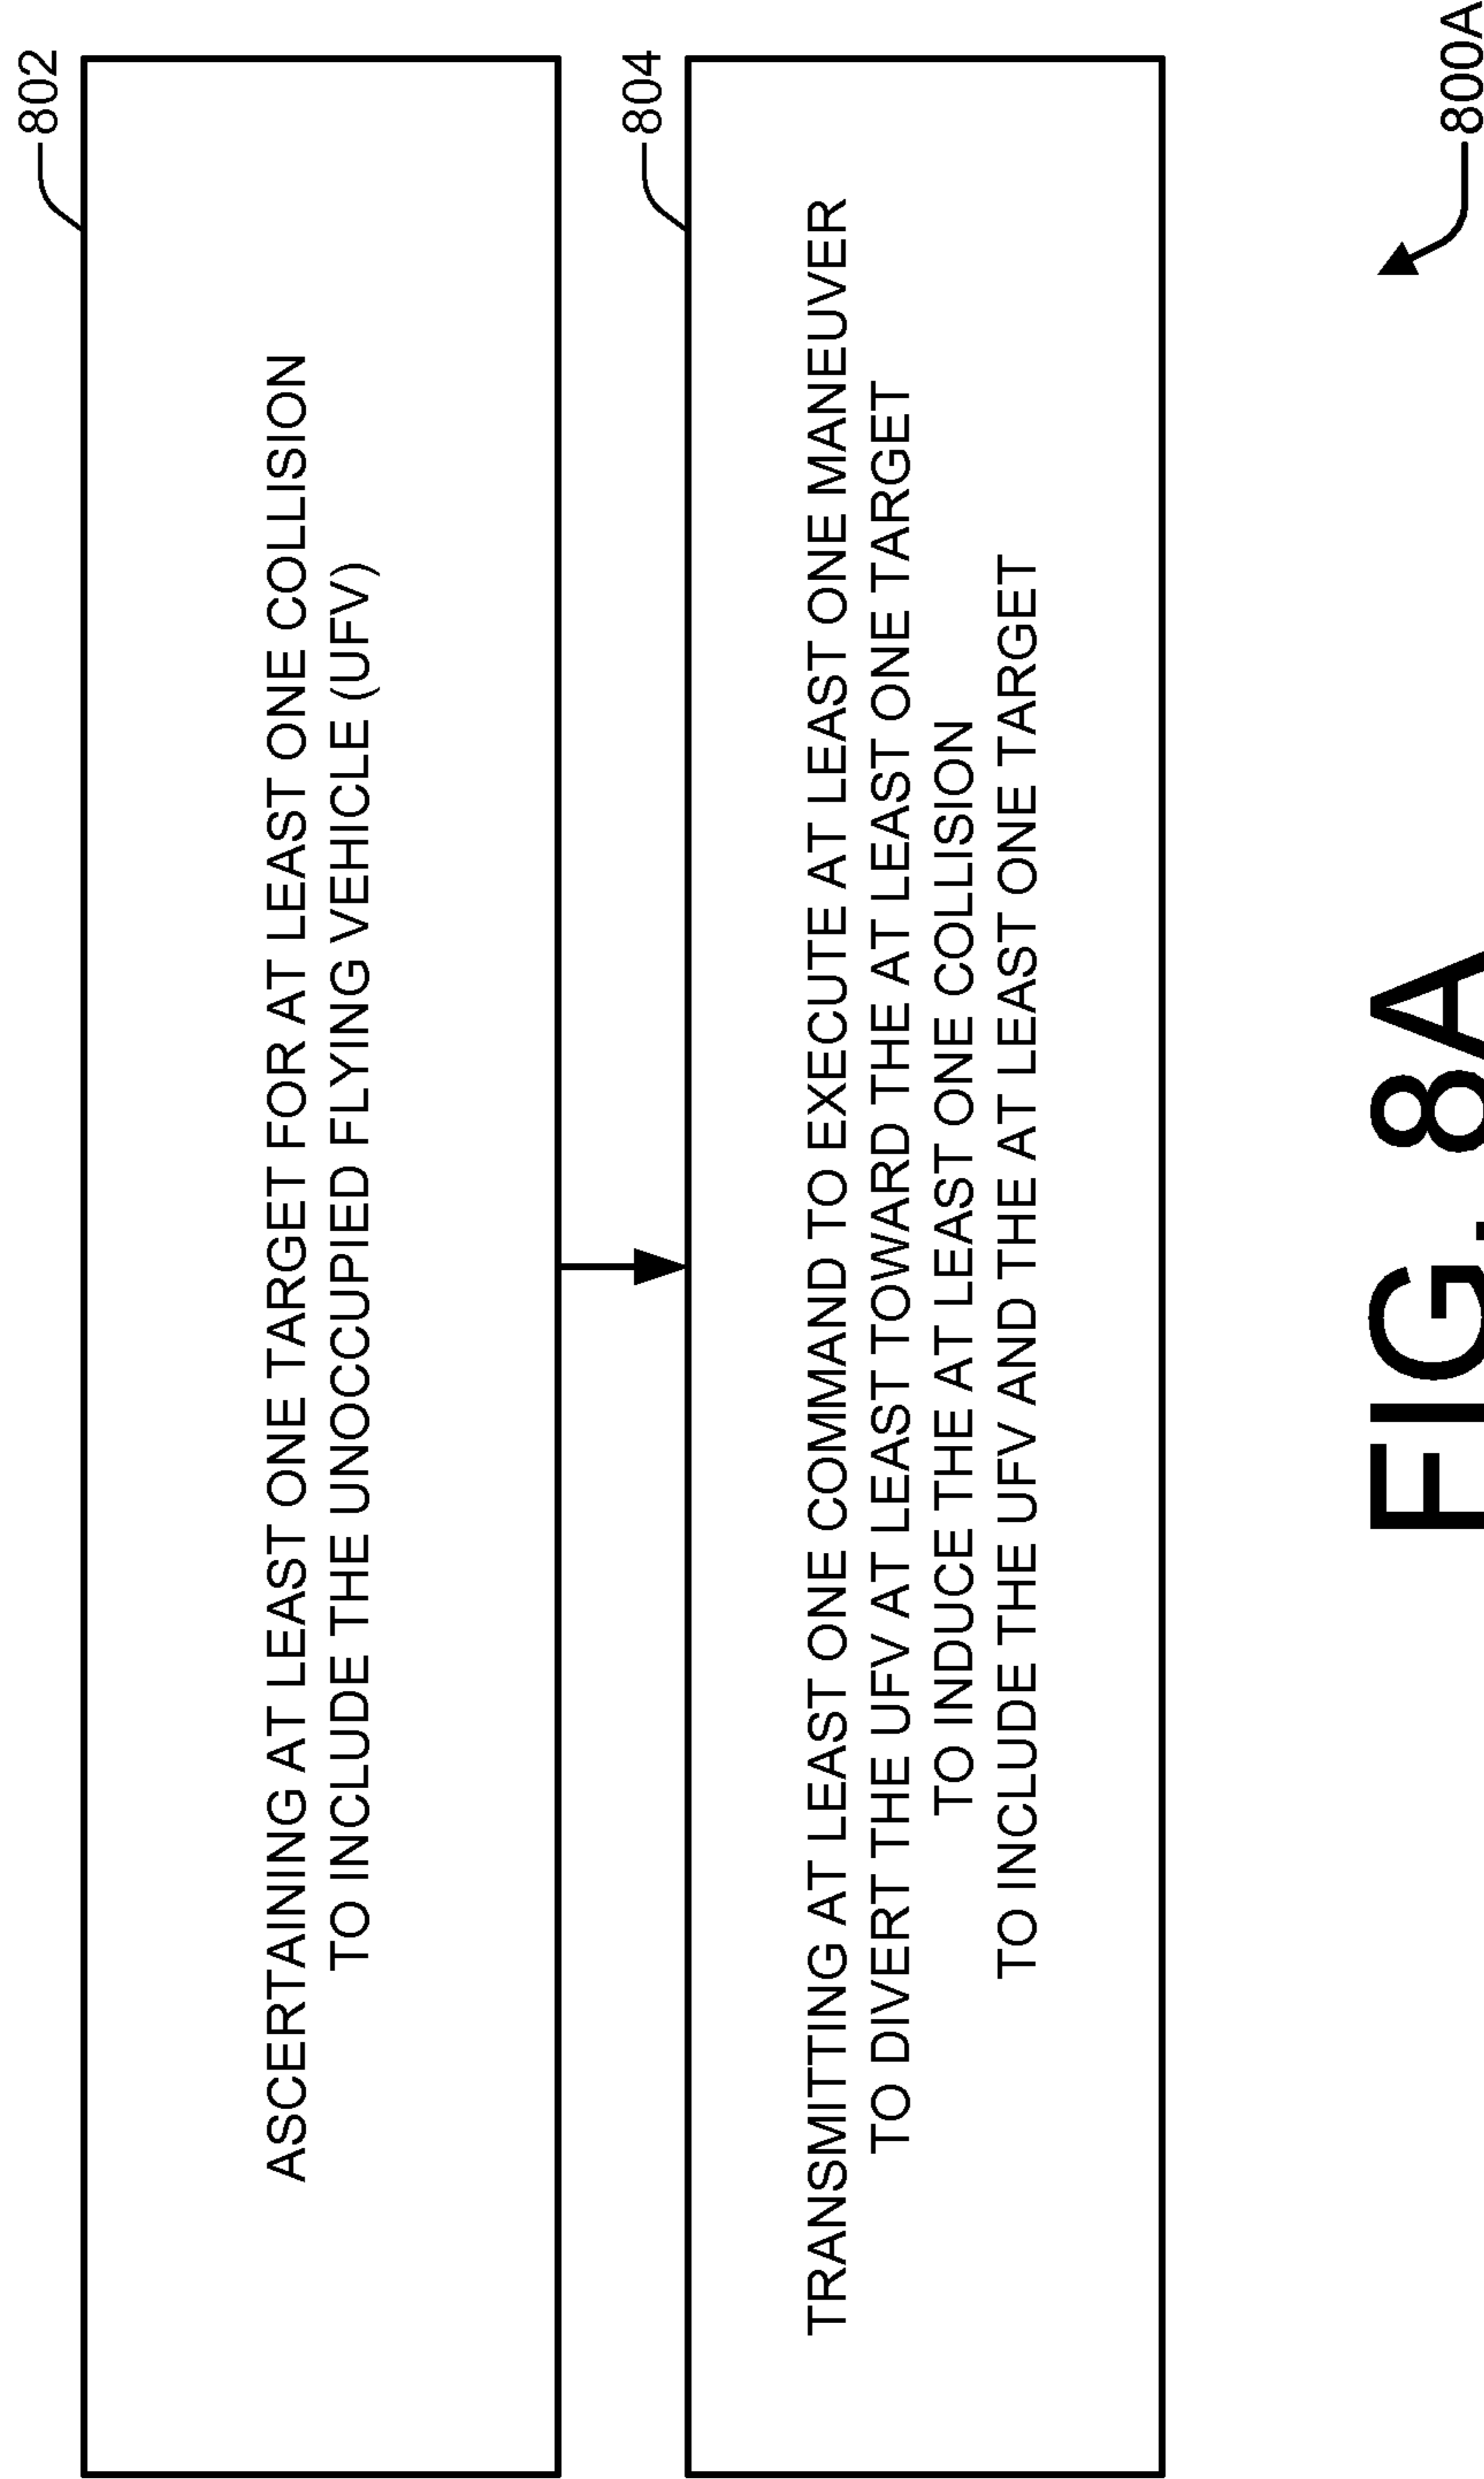 802
ASCERTAINING AT LEAST ONE TARGET FOR AT LEAST ONE COLLISION
TO INCLUDE THE UNOCCUPIED FLYING VEHICLE (UFV)
804
TRANSMITTING AT LEAST ONE COMMAND TO EXECUTE AT LEAST ONE MANEUVER
TO DIVERT THE UFV AT LEAST TOWARD THE AT LEAST ONE TARGET
TO INDUCE THE AT LEAST ONE COLLISION
TO INCLUDE THE UFV AND THE AT LEAST ONE TARGET
800A
FIG. 8A